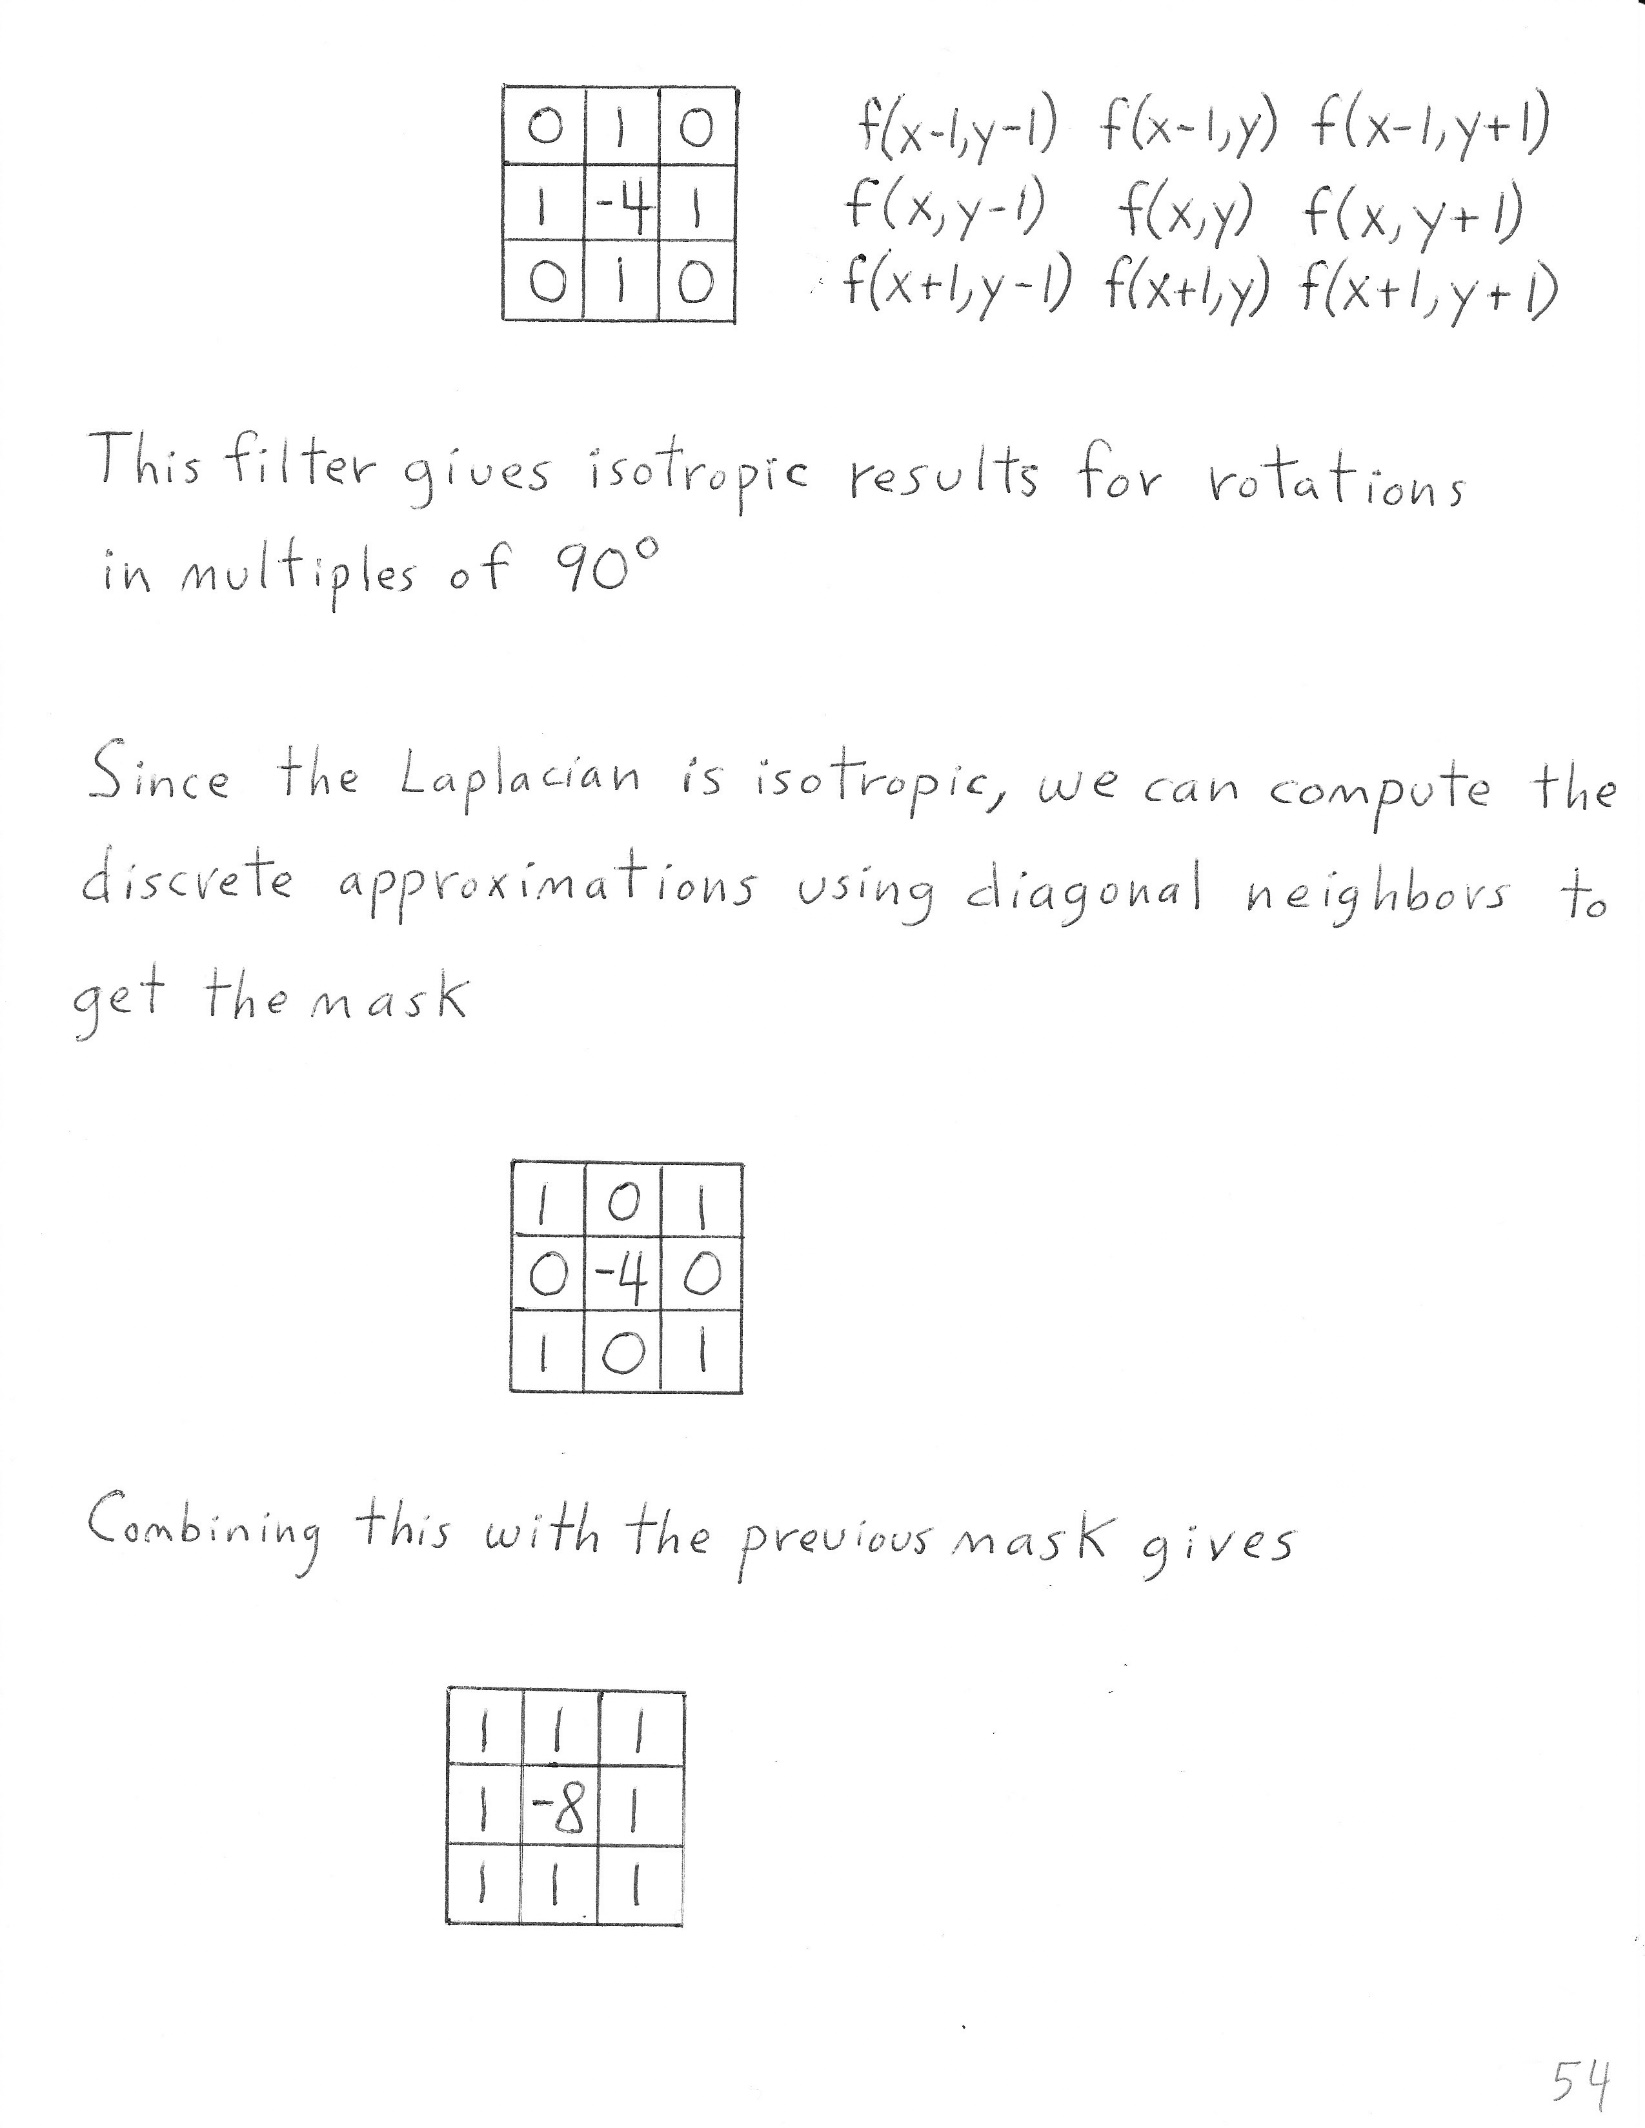 0 1 0 f(x-1,y-1) f(x-1,y) f(x-1,y+1)
1 -4 1 f(x,y-1) f(x,y) f(x,y+1)
0 1 0 f(x+1,y-1) f(x+1,y) f(x+1,y+1)
This filter gives isotropic results for rotations
in multiples of 90°
Since the Laplacian is isotropic, we can compute the
discrete approximations using diagonal neighbors to
get the mask
1 0 1
0 -4 0
1 0 1
Combining this with the previous mask gives
1 1 1
1 -8 1
1 1 1
54